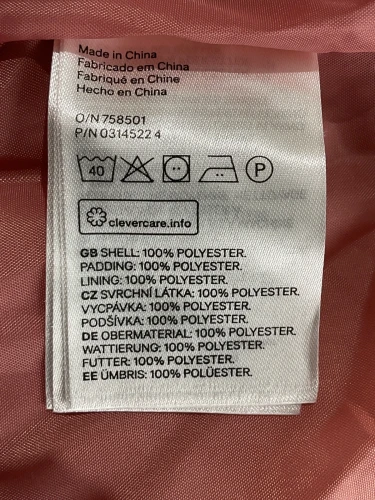 Made in China
Fabricado em China
Fabriqué en Chine
Hecho en China
O/N 758501
P/N 0314522 4
40
P
clevercare.info
GB SHELL: 100% POLYESTER.
PADDING: 100% POLYESTER.
LINING: 100% POLYESTER.
CZ SVRCHNÍ LÁTKA: 100% POLYESTER.
VYCPÁVKA: 100% POLYESTER.
PODŠÍVKA: 100% POLYESTER.
DE OBERMATERIAL: 100% POLYESTER.
WATTIERUNG: 100% POLYESTER.
FUTTER: 100% POLYESTER.
EE ÜMBRIS: 100% POLÜESTER.